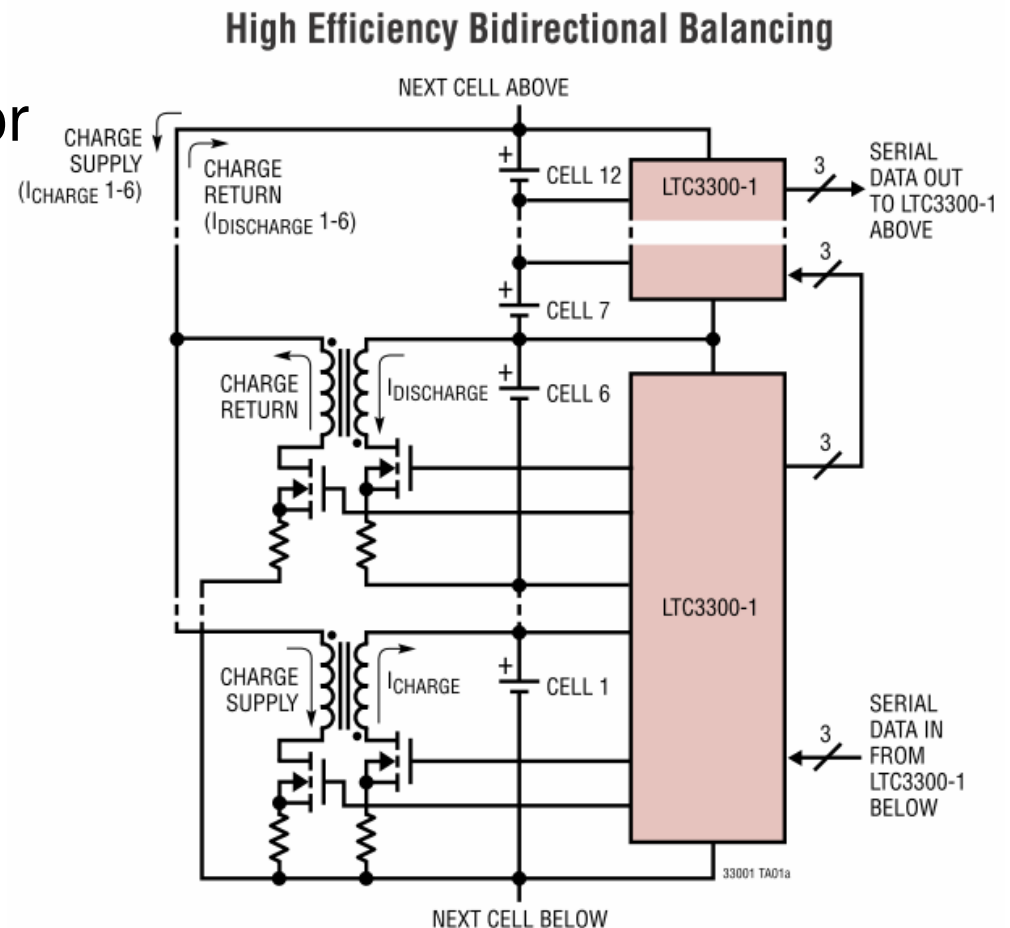 High Efficiency Bidirectional Balancing
or
NEXT CELL ABOVE
CHARGE
SUPPLY
(ICHARGE 1-6)
CHARGE
RETURN
(IDISCHARGE 1-6)
+
CELL 12
LTC3300-1
3
SERIAL
DATA OUT
TO LTC3300-1
ABOVE
3
+
CELL 7
CHARGE
RETURN
IDISCHARGE
+
CELL 6
3
LTC3300-1
CHARGE
SUPPLY
ICHARGE
+
CELL 1
3
SERIAL
DATA IN
FROM
LTC3300-1
BELOW
33001 TA01a
NEXT CELL BELOW